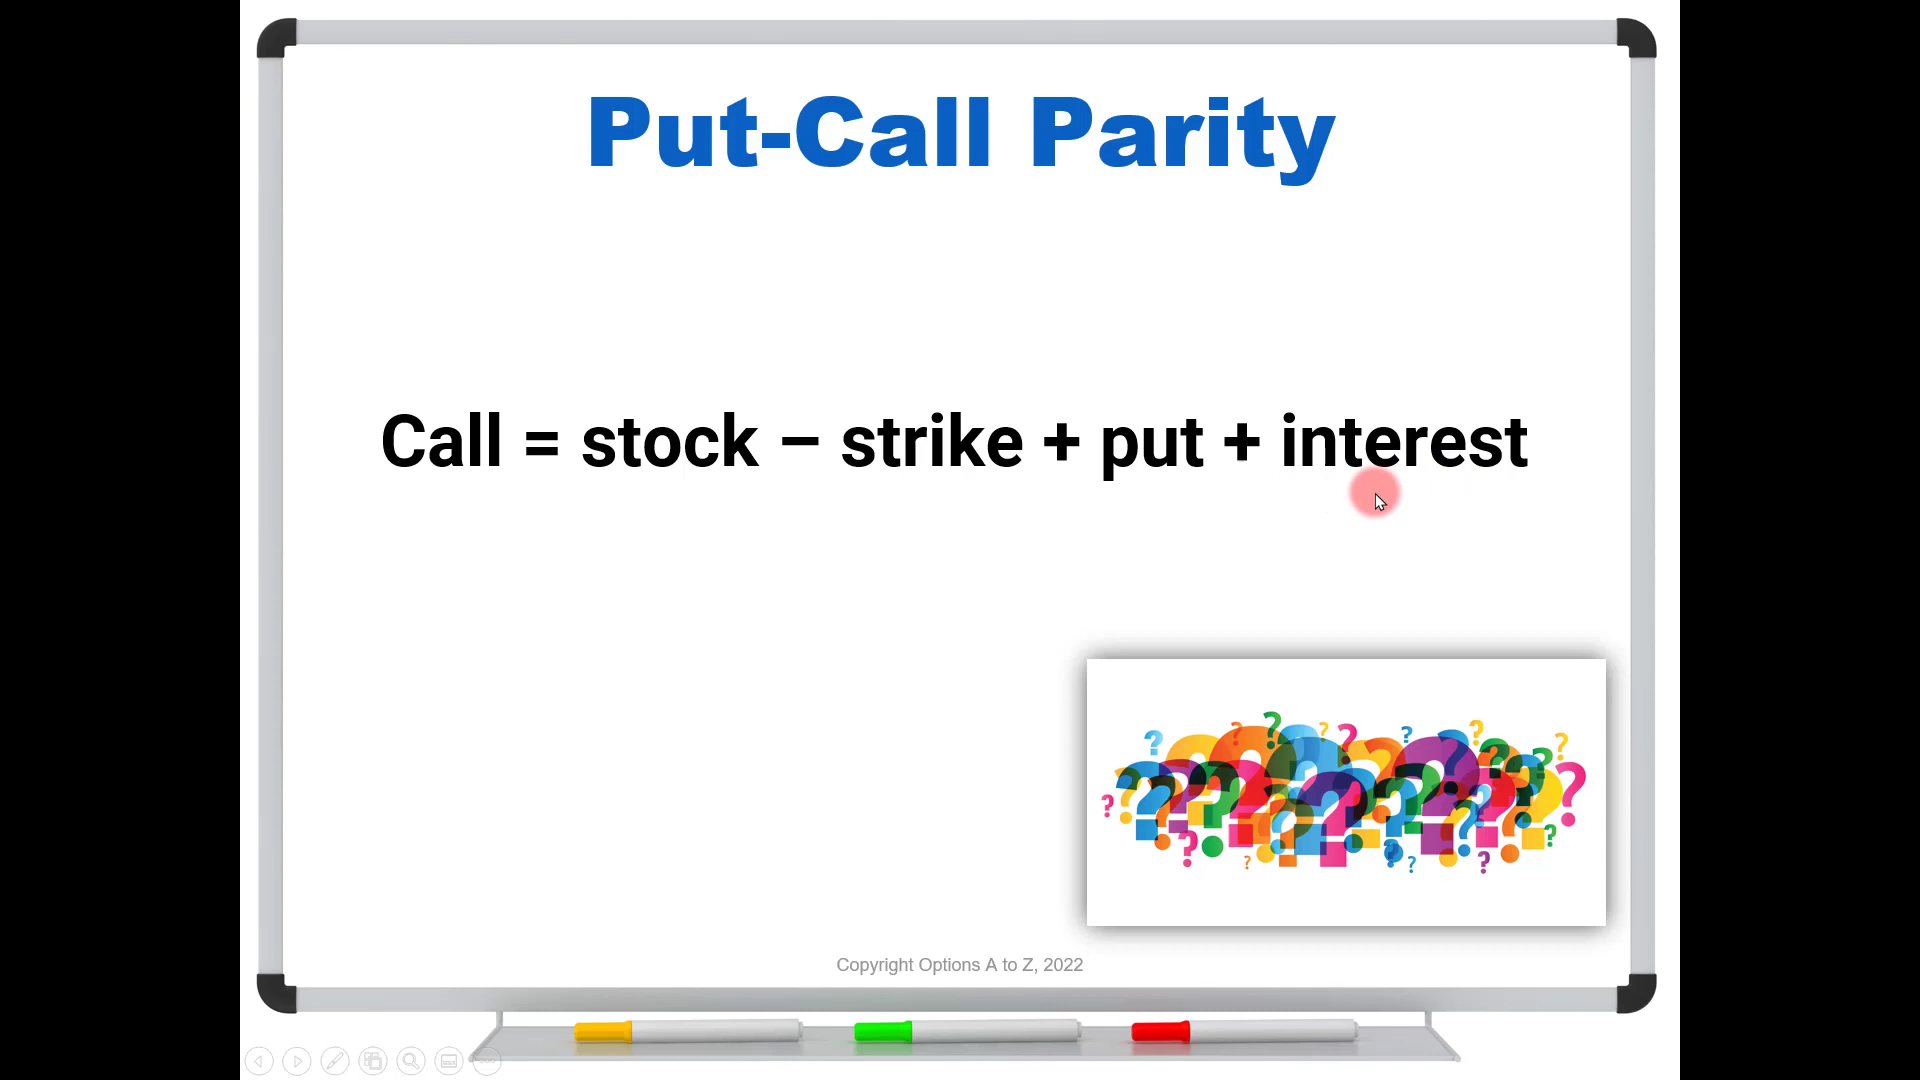 Put-Call Parity
Call = stock – strike + put + interest
Copyright Options A to Z, 2022